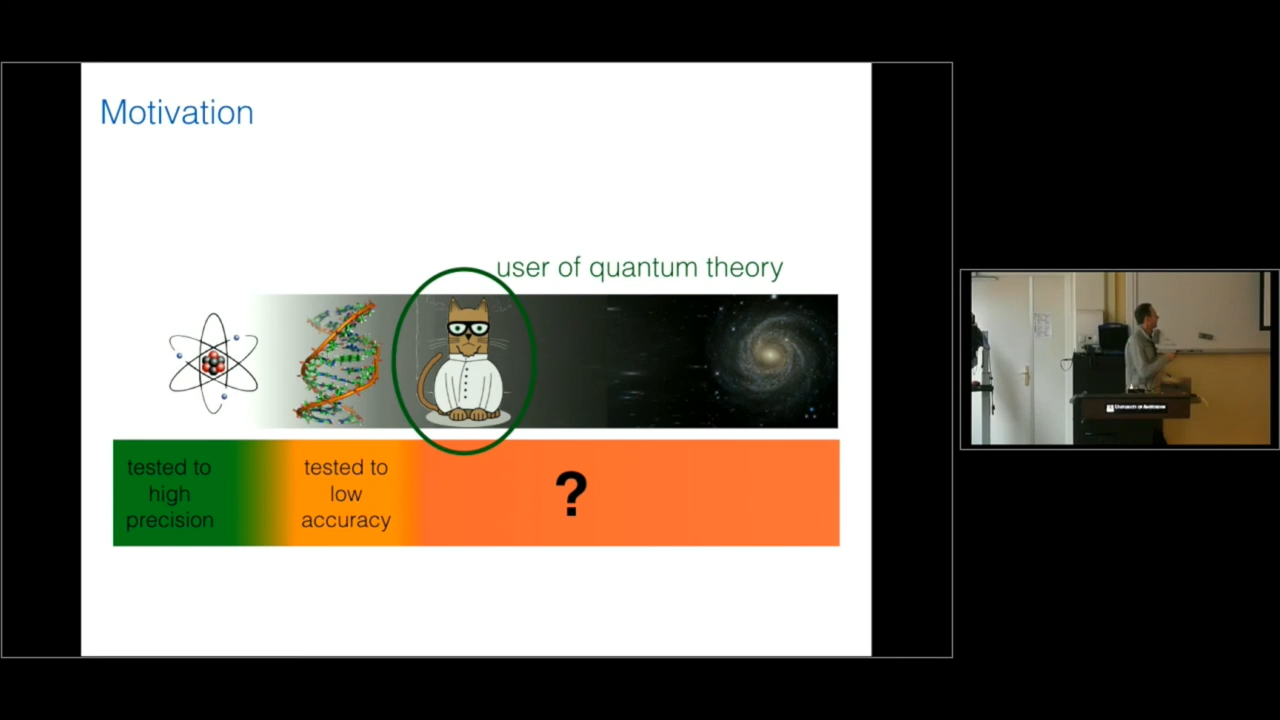 Motivation
user of quantum theory
tested to
high
precision
tested to
low
accuracy
?